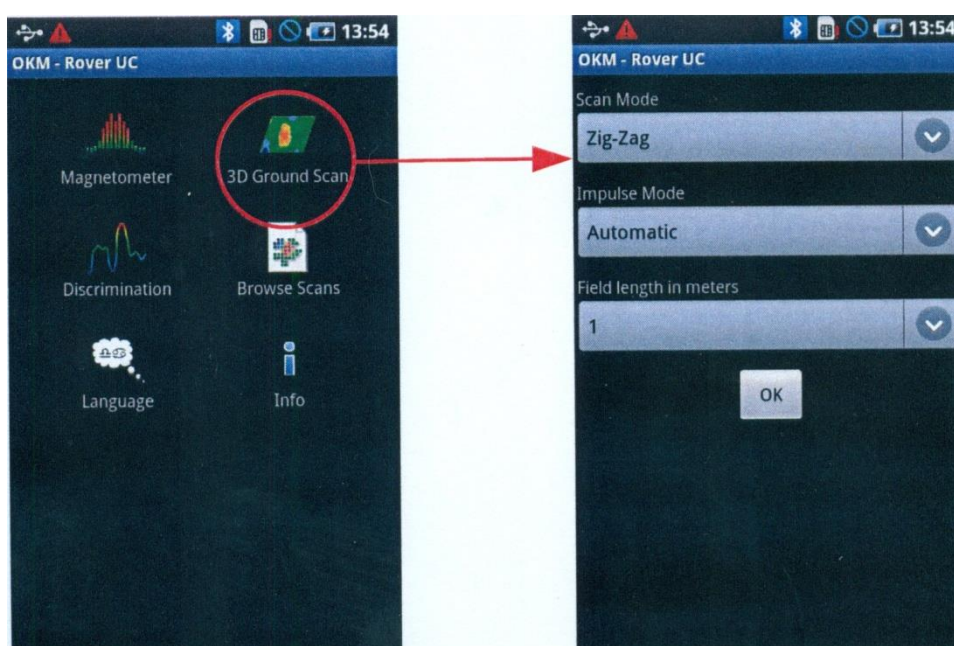 13:54
OKM - Rover UC
Magnetometer
3D Ground Scan
Discrimination
Browse Scans
Language
Info
13:54
OKM - Rover UC
Scan Mode
Zig-Zag
Impulse Mode
Automatic
Field length in meters
1
OK